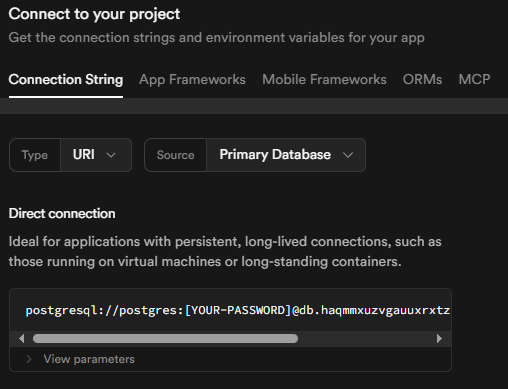 Connect to your project
Get the connection strings and environment variables for your app
Connection String App Frameworks Mobile Frameworks ORMs MCP
Type URI Source Primary Database
Direct connection
Ideal for applications with persistent, long-lived connections, such as
those running on virtual machines or long-standing containers.
postgresql://postgres:[YOUR-PASSWORD]@db.haqmmxuzvgauuxrxtz
View parameters